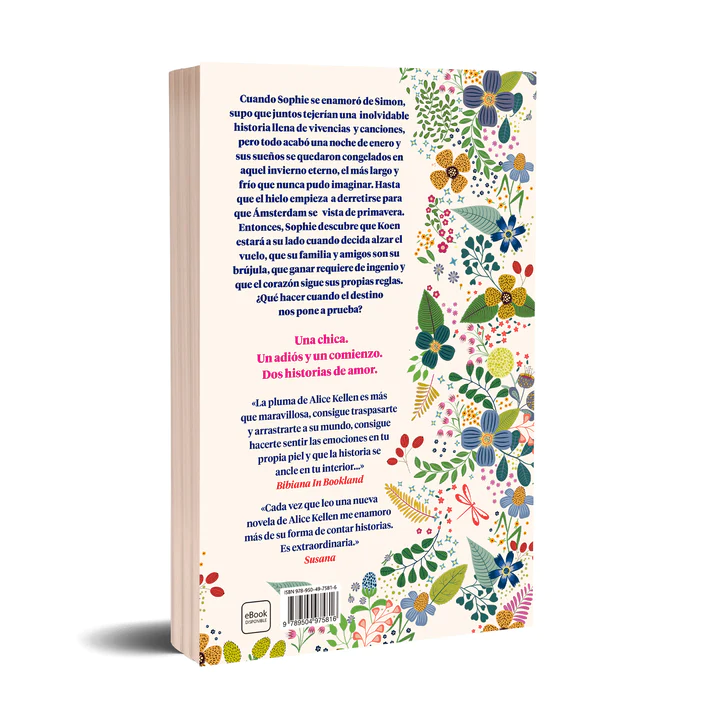 Cuando Sophie se enamoró de Simon,
supo que juntos tejerían una inolvidable
historia llena de vivencias y canciones,
pero todo acabó una noche de enero y
sus sueños se quedaron congelados en
aquel invierno eterno, el más largo y
frío que nunca pudo imaginar. Hasta
que el hielo empieza a derretirse para
que Ámsterdam se vista de primavera.
Entonces, Sophie descubre que Koen
estará a su lado cuando decida alzar el
vuelo, que su familia y amigos son su
brújula, que ganar requiere de ingenio y
que el corazón sigue sus propias reglas.
¿Qué hacer cuando el destino
nos pone a prueba?
Una chica.
Un adiós y un comienzo.
Dos historias de amor.
«La pluma de Alice Kellen es más
que maravillosa, consigue traspasarte
y arrastrarte a su mundo, consigue
hacerte sentir las emociones en tu
propia piel y que la historia se
ancle en tu interior...»
Bibiana In Bookland
«Cada vez que leo una nueva
novela de Alice Kellen me enamoro
más de su forma de contar historias.
Es extraordinaria.»
Susana
eBook
DISPONIBLE
ISBN 978-950-49-7581-6
9 789504 975816